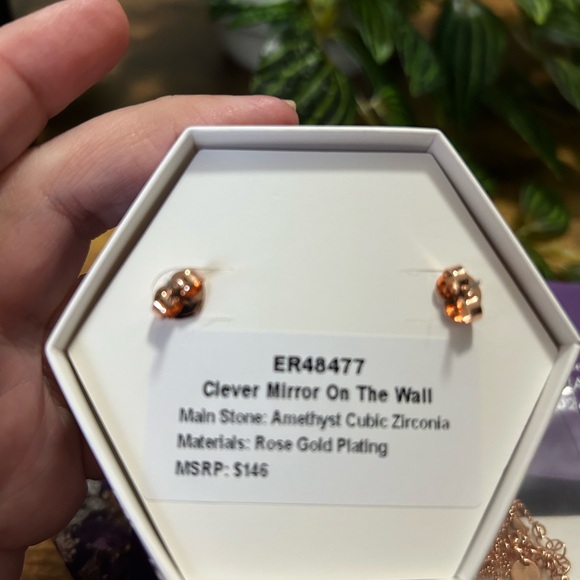 ER48477
Clever Mirror On The Wall
Main Stone: Amethyst Cubic Zirconia
Materials: Rose Gold Plating
MSRP: $146